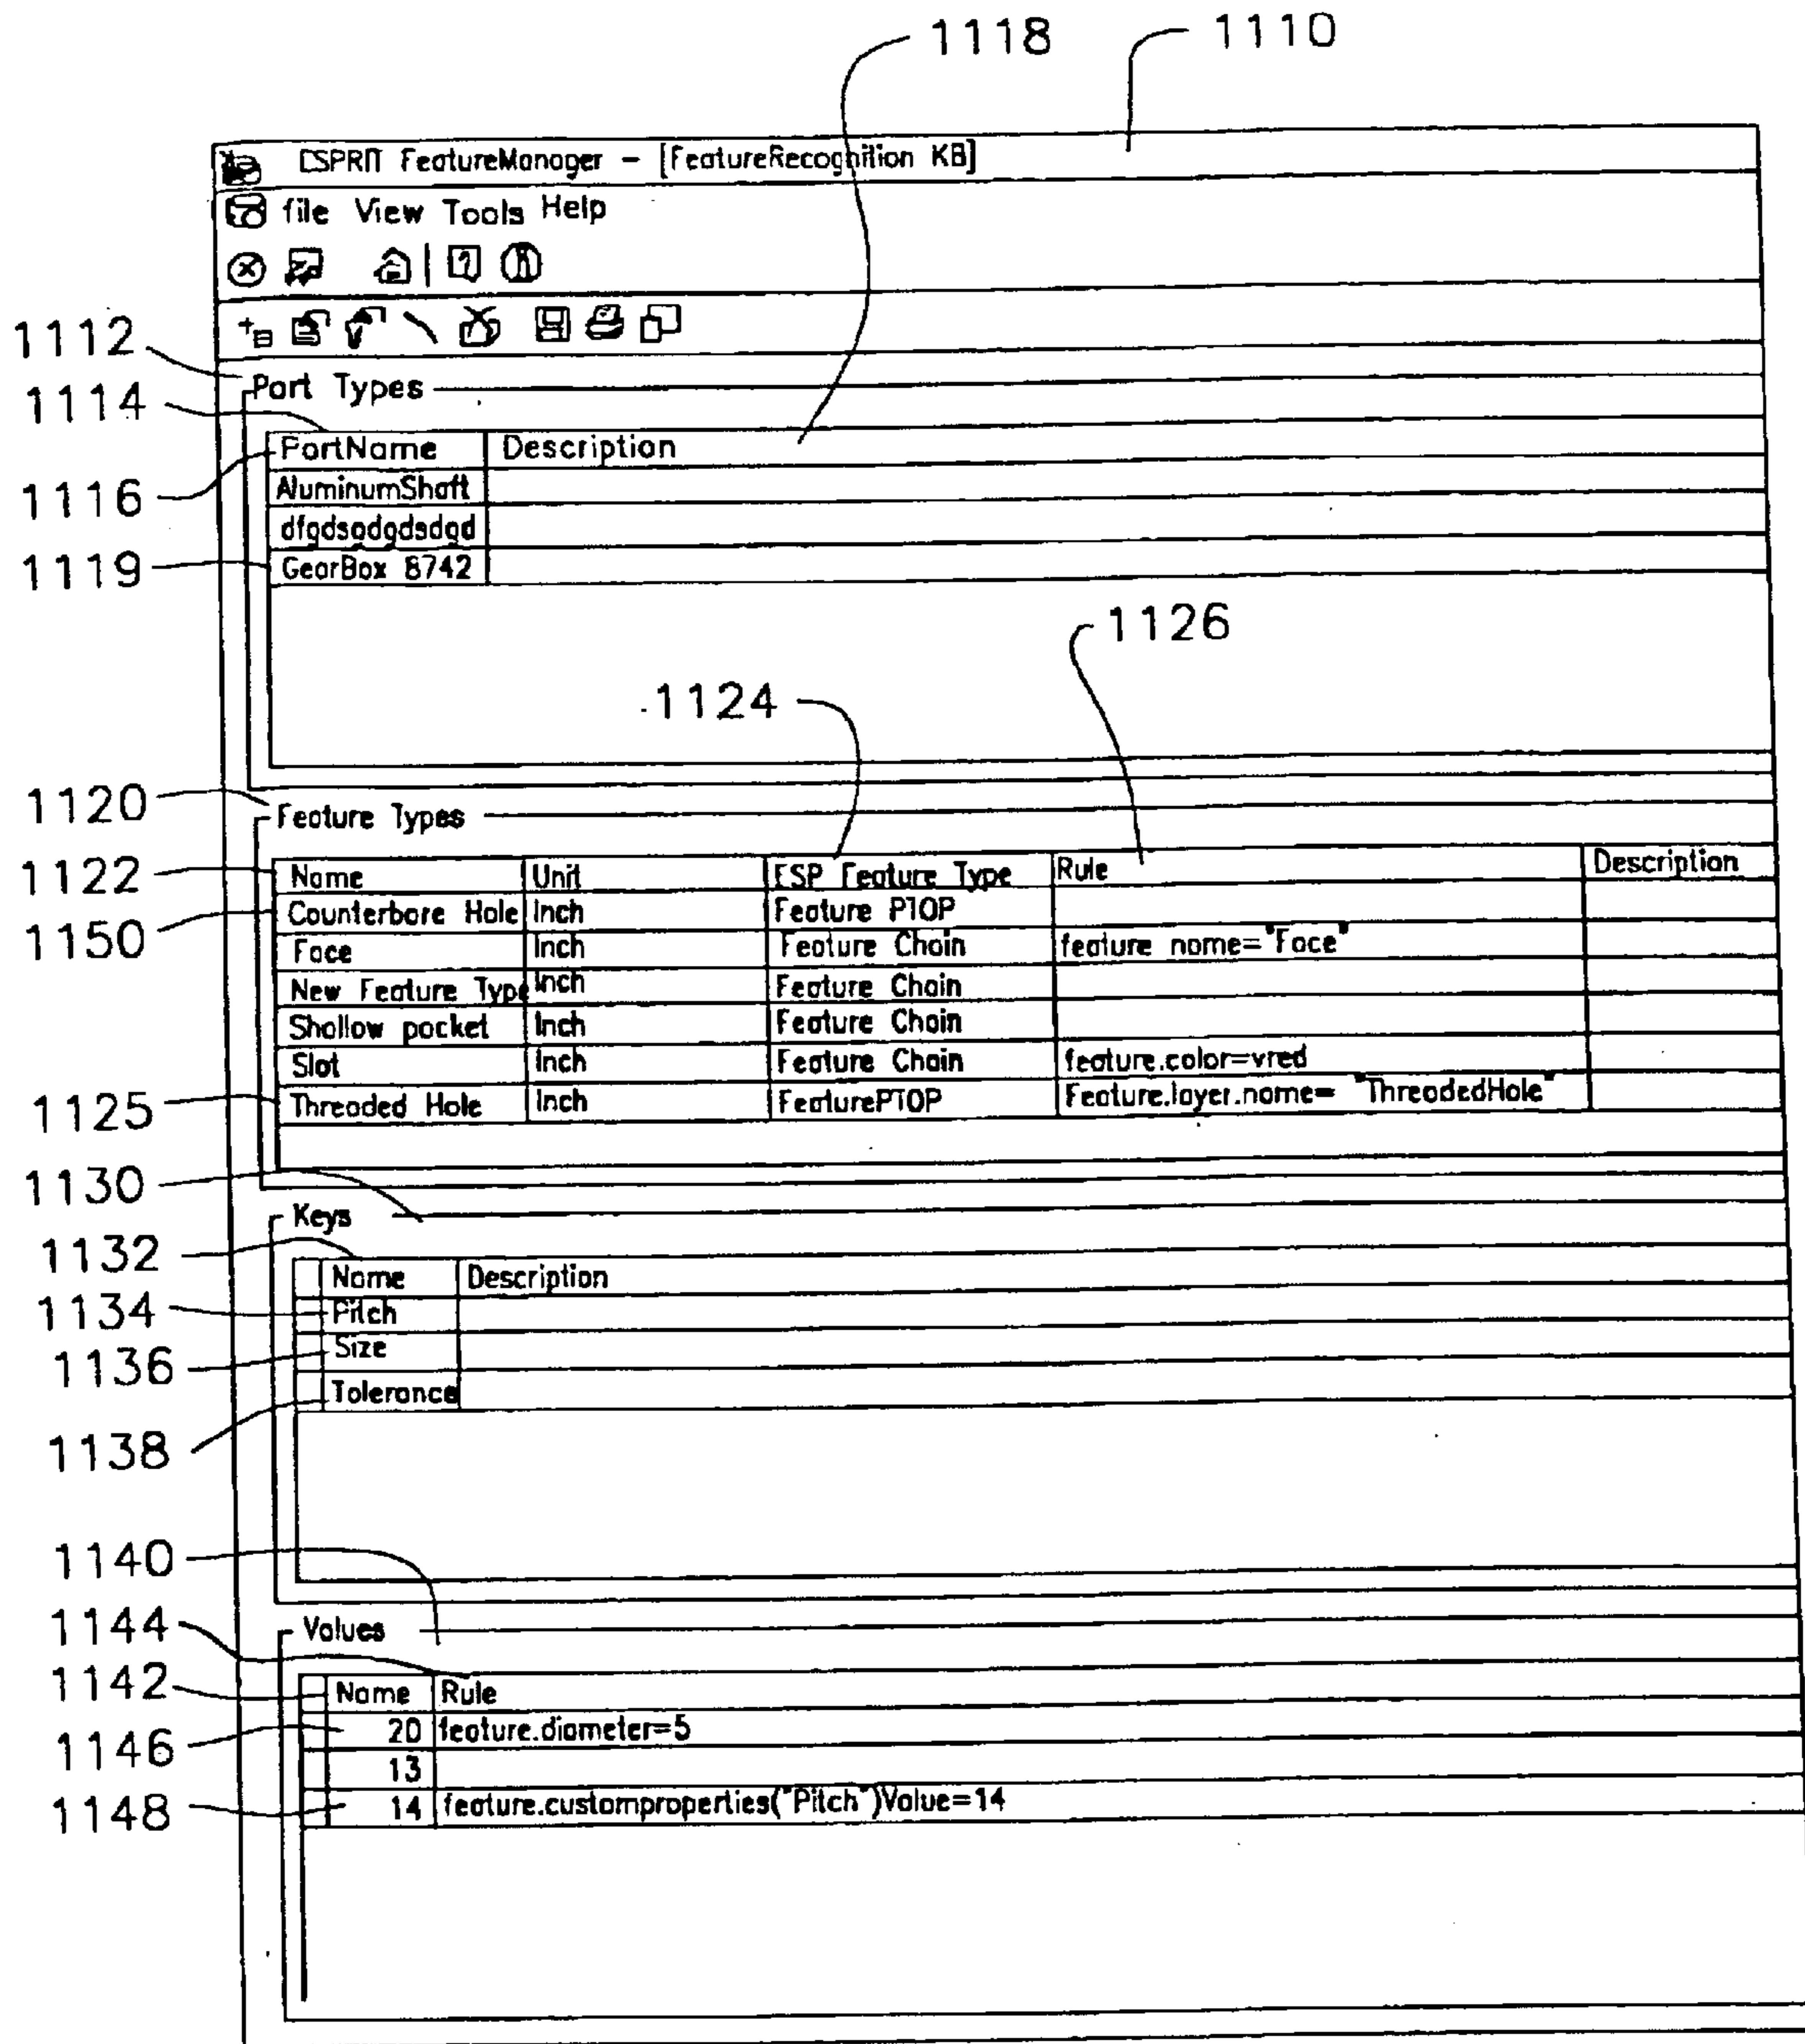 1118 1110
ESPRIT FeatureManager - [FeatureRecognition KB]
file View Tools Help
1112
Part Types
1114
PartName Description
1116
AluminumShaft
dfgdsgdgdsdgd
1119
GearBox 8742
1126
1124
1120
Feature Types
1122
Name Unit ESP Feature Type Rule Description
1150
Counterbore Hole Inch Feature PTOP
Face Inch Feature Chain feature name="Face"
New Feature Type Inch Feature Chain
Shallow pocket Inch Feature Chain
Slot Inch Feature Chain feature.color=vred
1125
Threaded Hole Inch FeaturePTOP Feature.layer.name= "ThreadedHole"
1130
Keys
1132
Name Description
1134
Pitch
1136
Size
Tolerance
1138
1140
1144
Values
1142
Name Rule
1146
20 feature.diameter=5
13
1148
14 feature.customproperties("Pitch")Value=14